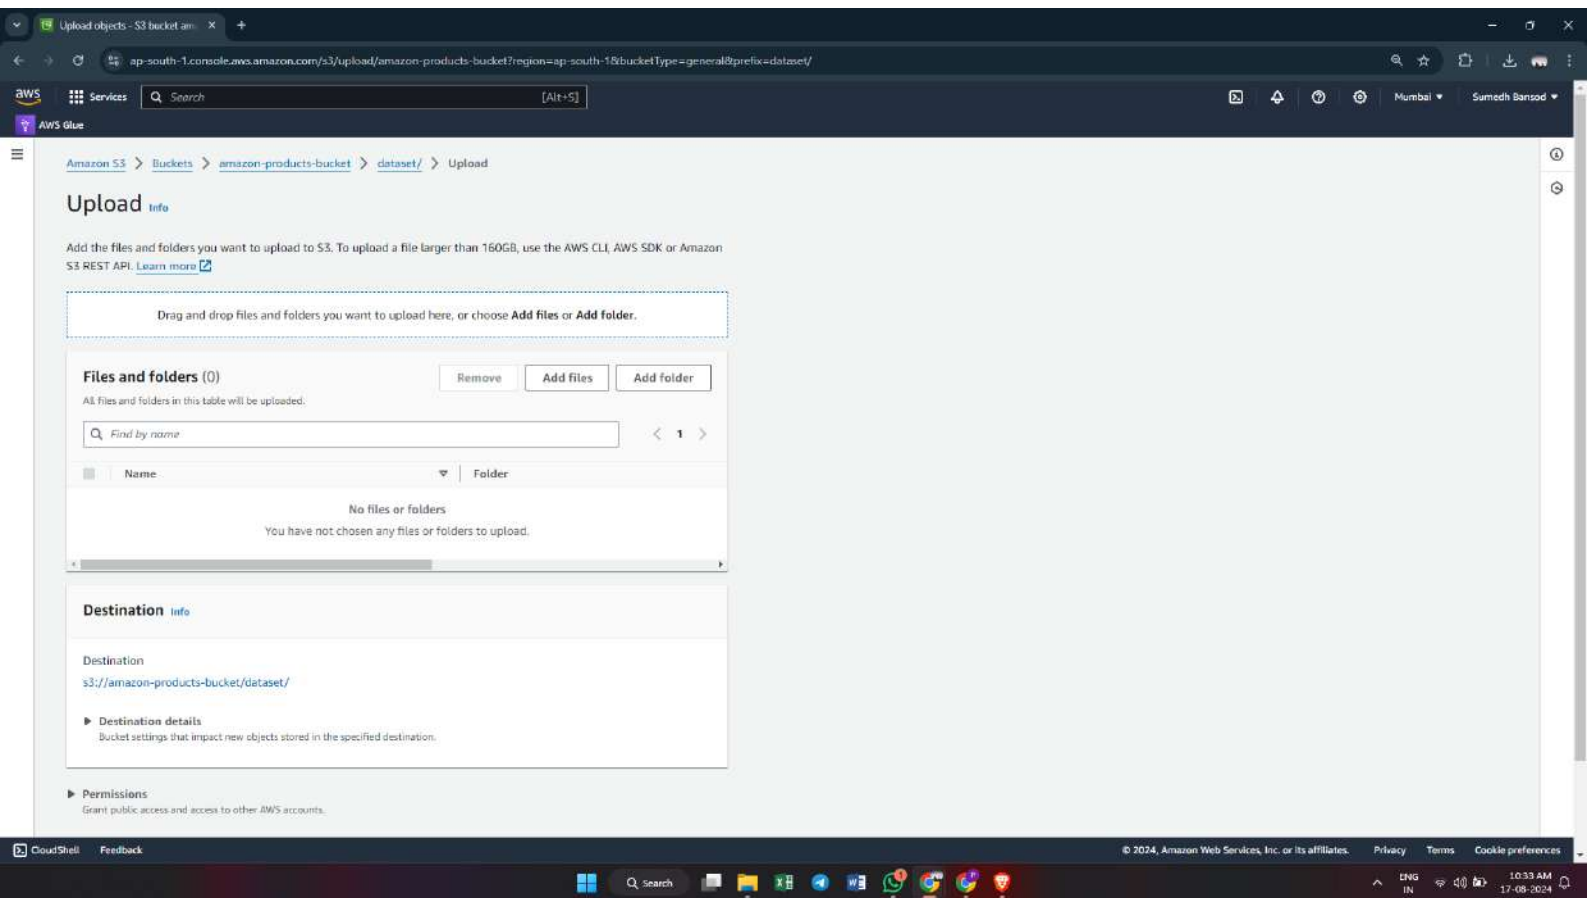 Upload objects - S3 bucket am
ap-south-1.console.aws.amazon.com/s3/upload/amazon-products-bucket?region=ap-south-1&bucketType=general&prefix=dataset/
aws
Services
Search
[Alt+S]
Mumbai
Sumedh Bansod
AWS Glue
Amazon S3 > Buckets > amazon-products-bucket > dataset/ > Upload
Upload Info
Add the files and folders you want to upload to S3. To upload a file larger than 160GB, use the AWS CLI, AWS SDK or Amazon
S3 REST API. Learn more
Drag and drop files and folders you want to upload here, or choose Add files or Add folder.
Files and folders (0)
Remove
Add files
Add folder
All files and folders in this table will be uploaded.
Find by name
1
Name
Folder
No files or folders
You have not chosen any files or folders to upload.
Destination Info
Destination
s3://amazon-products-bucket/dataset/
Destination details
Bucket settings that impact new objects stored in the specified destination.
Permissions
Grant public access and access to other AWS accounts.
CloudShell
Feedback
© 2024, Amazon Web Services, Inc. or its affiliates.
Privacy
Terms
Cookie preferences
Search
ENG
IN
10:33 AM
17-08-2024